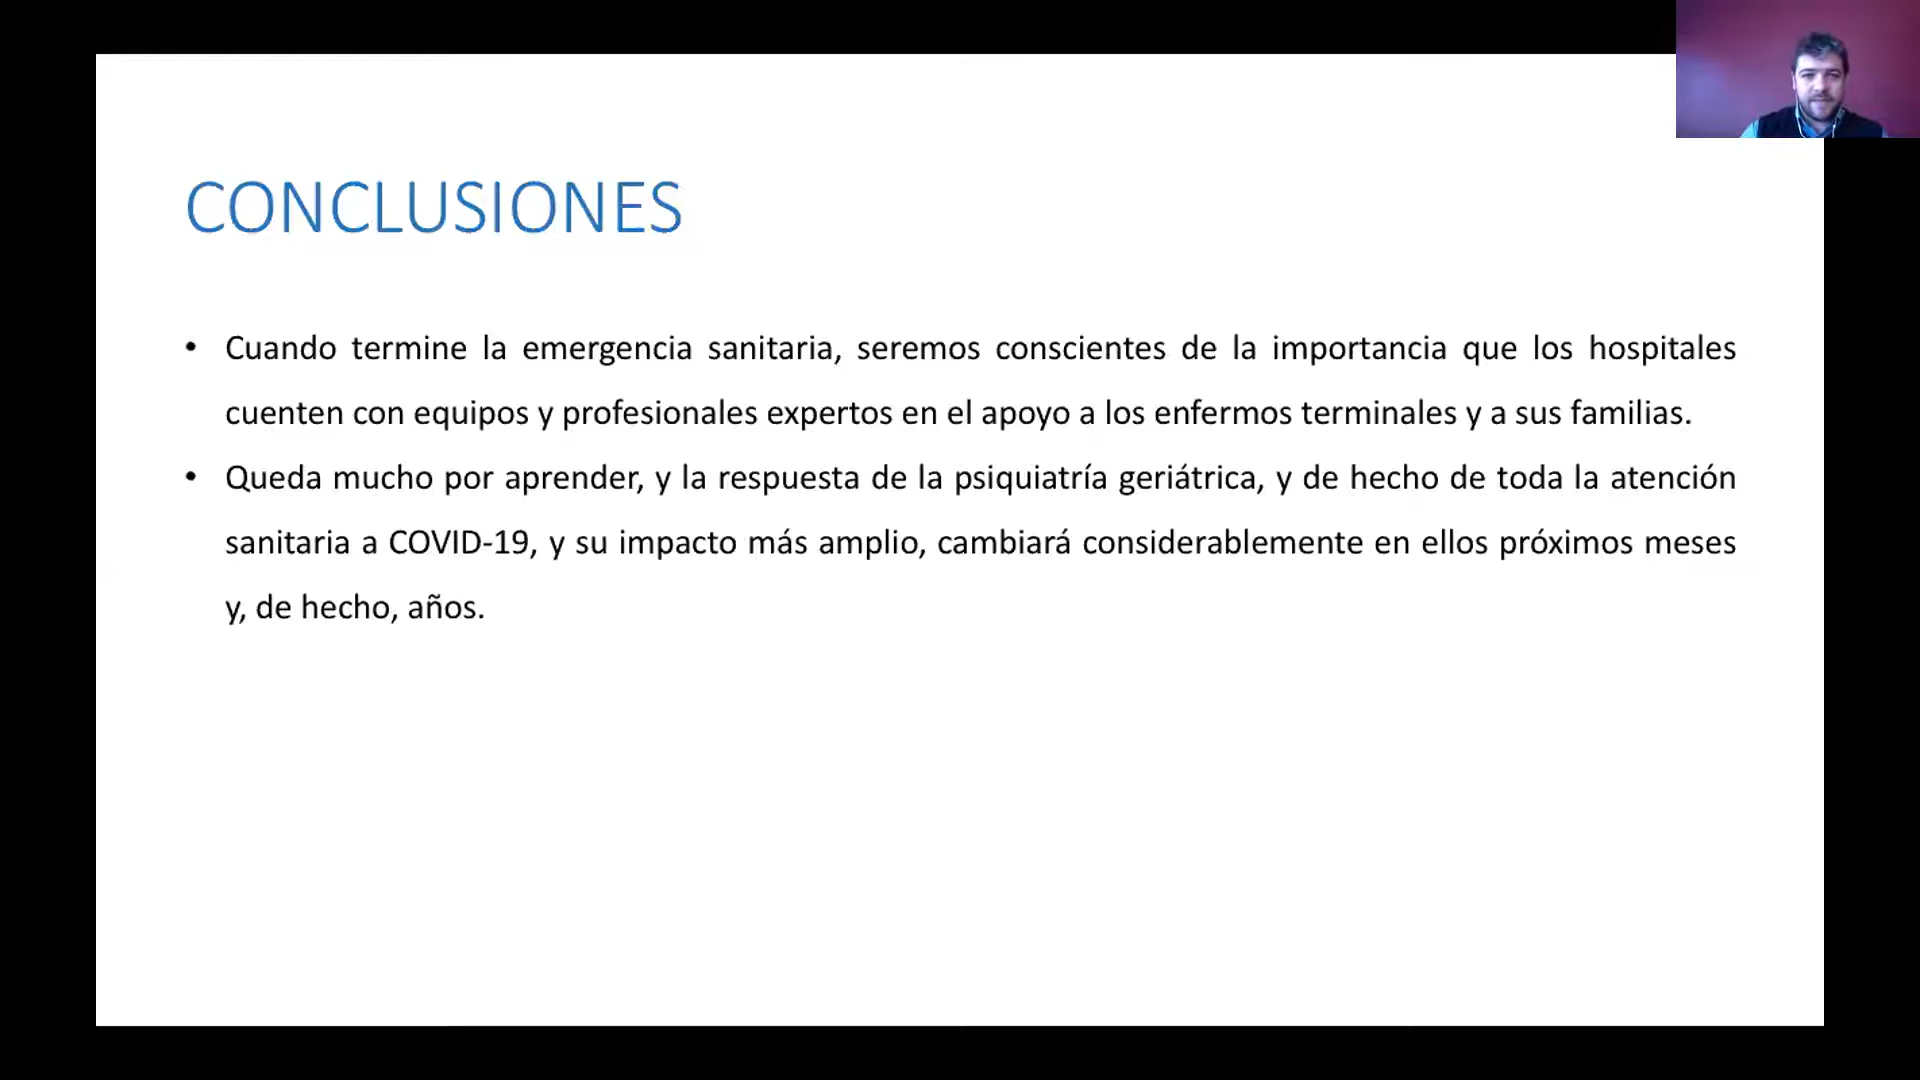 CONCLUSIONES
• Cuando termine la emergencia sanitaria, seremos conscientes de la importancia que los hospitales
cuenten con equipos y profesionales expertos en el apoyo a los enfermos terminales y a sus familias.
• Queda mucho por aprender, y la respuesta de la psiquiatría geriátrica, y de hecho de toda la atención
sanitaria a COVID-19, y su impacto más amplio, cambiará considerablemente en ellos próximos meses
y, de hecho, años.